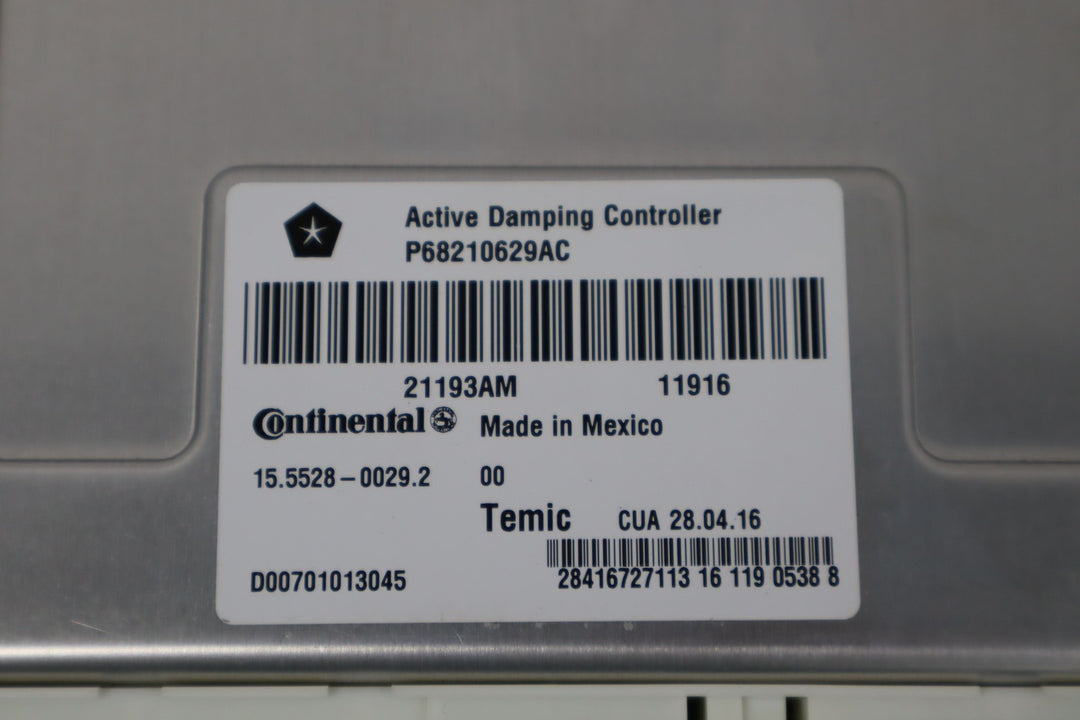 Active Damping Controller
P68210629AC
21193AM 11916
Continental Made in Mexico
15.5528-0029.2 00
Temic CUA 28.04.16
D00701013045 28416727113 16 119 0538 8